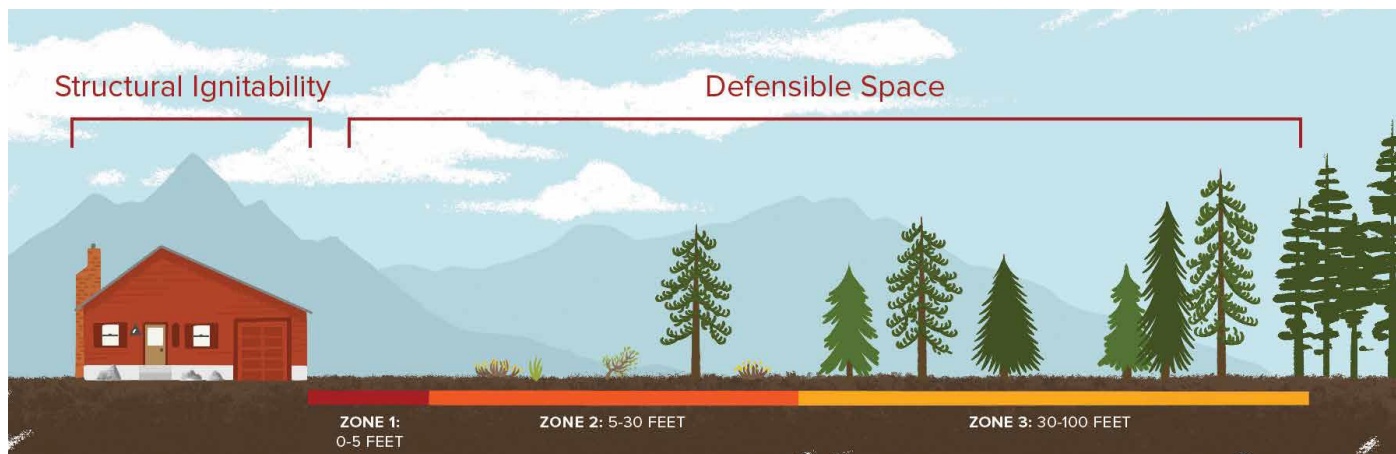 Structural Ignitability
Defensible Space
ZONE 1:
0-5 FEET
ZONE 2: 5-30 FEET
ZONE 3: 30-100 FEET